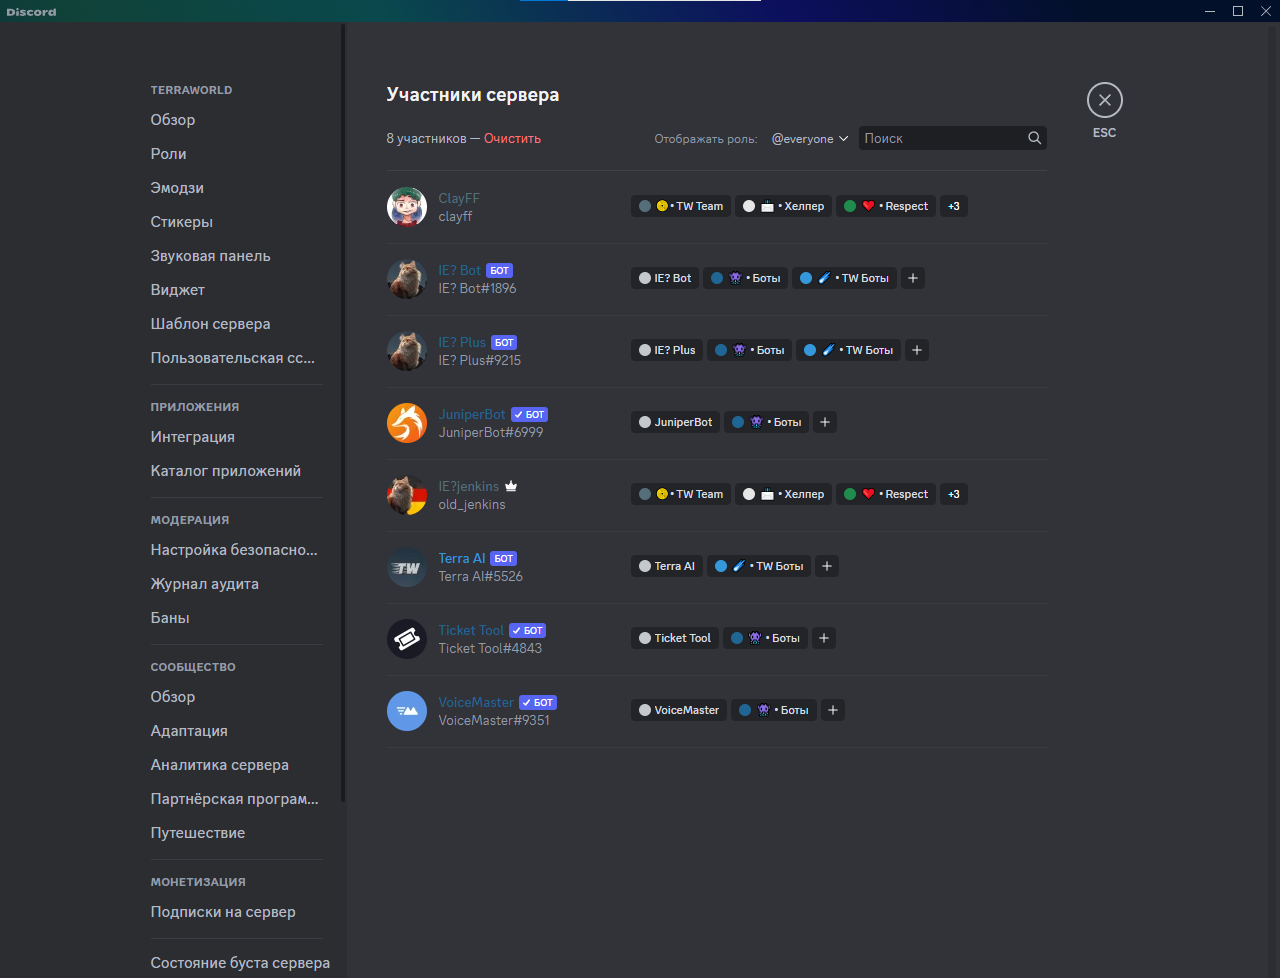 Discord
TERRAWORLD
Обзор
Роли
Эмодзи
Стикеры
Звуковая панель
Виджет
Шаблон сервера
Пользовательская сс...
ПРИЛОЖЕНИЯ
Интеграция
Каталог приложений
МОДЕРАЦИЯ
Настройка безопасно...
Журнал аудита
Баны
СООБЩЕСТВО
Обзор
Адаптация
Аналитика сервера
Партнёрская програм...
Путешествие
МОНЕТИЗАЦИЯ
Подписки на сервер
Состояние буста сервера
Участники сервера
ESC
8 участников — Очистить
Отображать роль: @everyone Поиск
ClayFF
clayff
• TW Team • Хелпер • Respect +3
IE? Bot БОТ
IE? Bot#1896
IE? Bot • Боты • TW Боты +
IE? Plus БОТ
IE? Plus#9215
IE? Plus • Боты • TW Боты +
JuniperBot ✓ БОТ
JuniperBot#6999
JuniperBot • Боты +
IE?jenkins
old_jenkins
• TW Team • Хелпер • Respect +3
TW
Terra AI БОТ
Terra AI#5526
Terra AI • TW Боты +
Ticket Tool ✓ БОТ
Ticket Tool#4843
Ticket Tool • Боты +
VoiceMaster ✓ БОТ
VoiceMaster#9351
VoiceMaster • Боты +